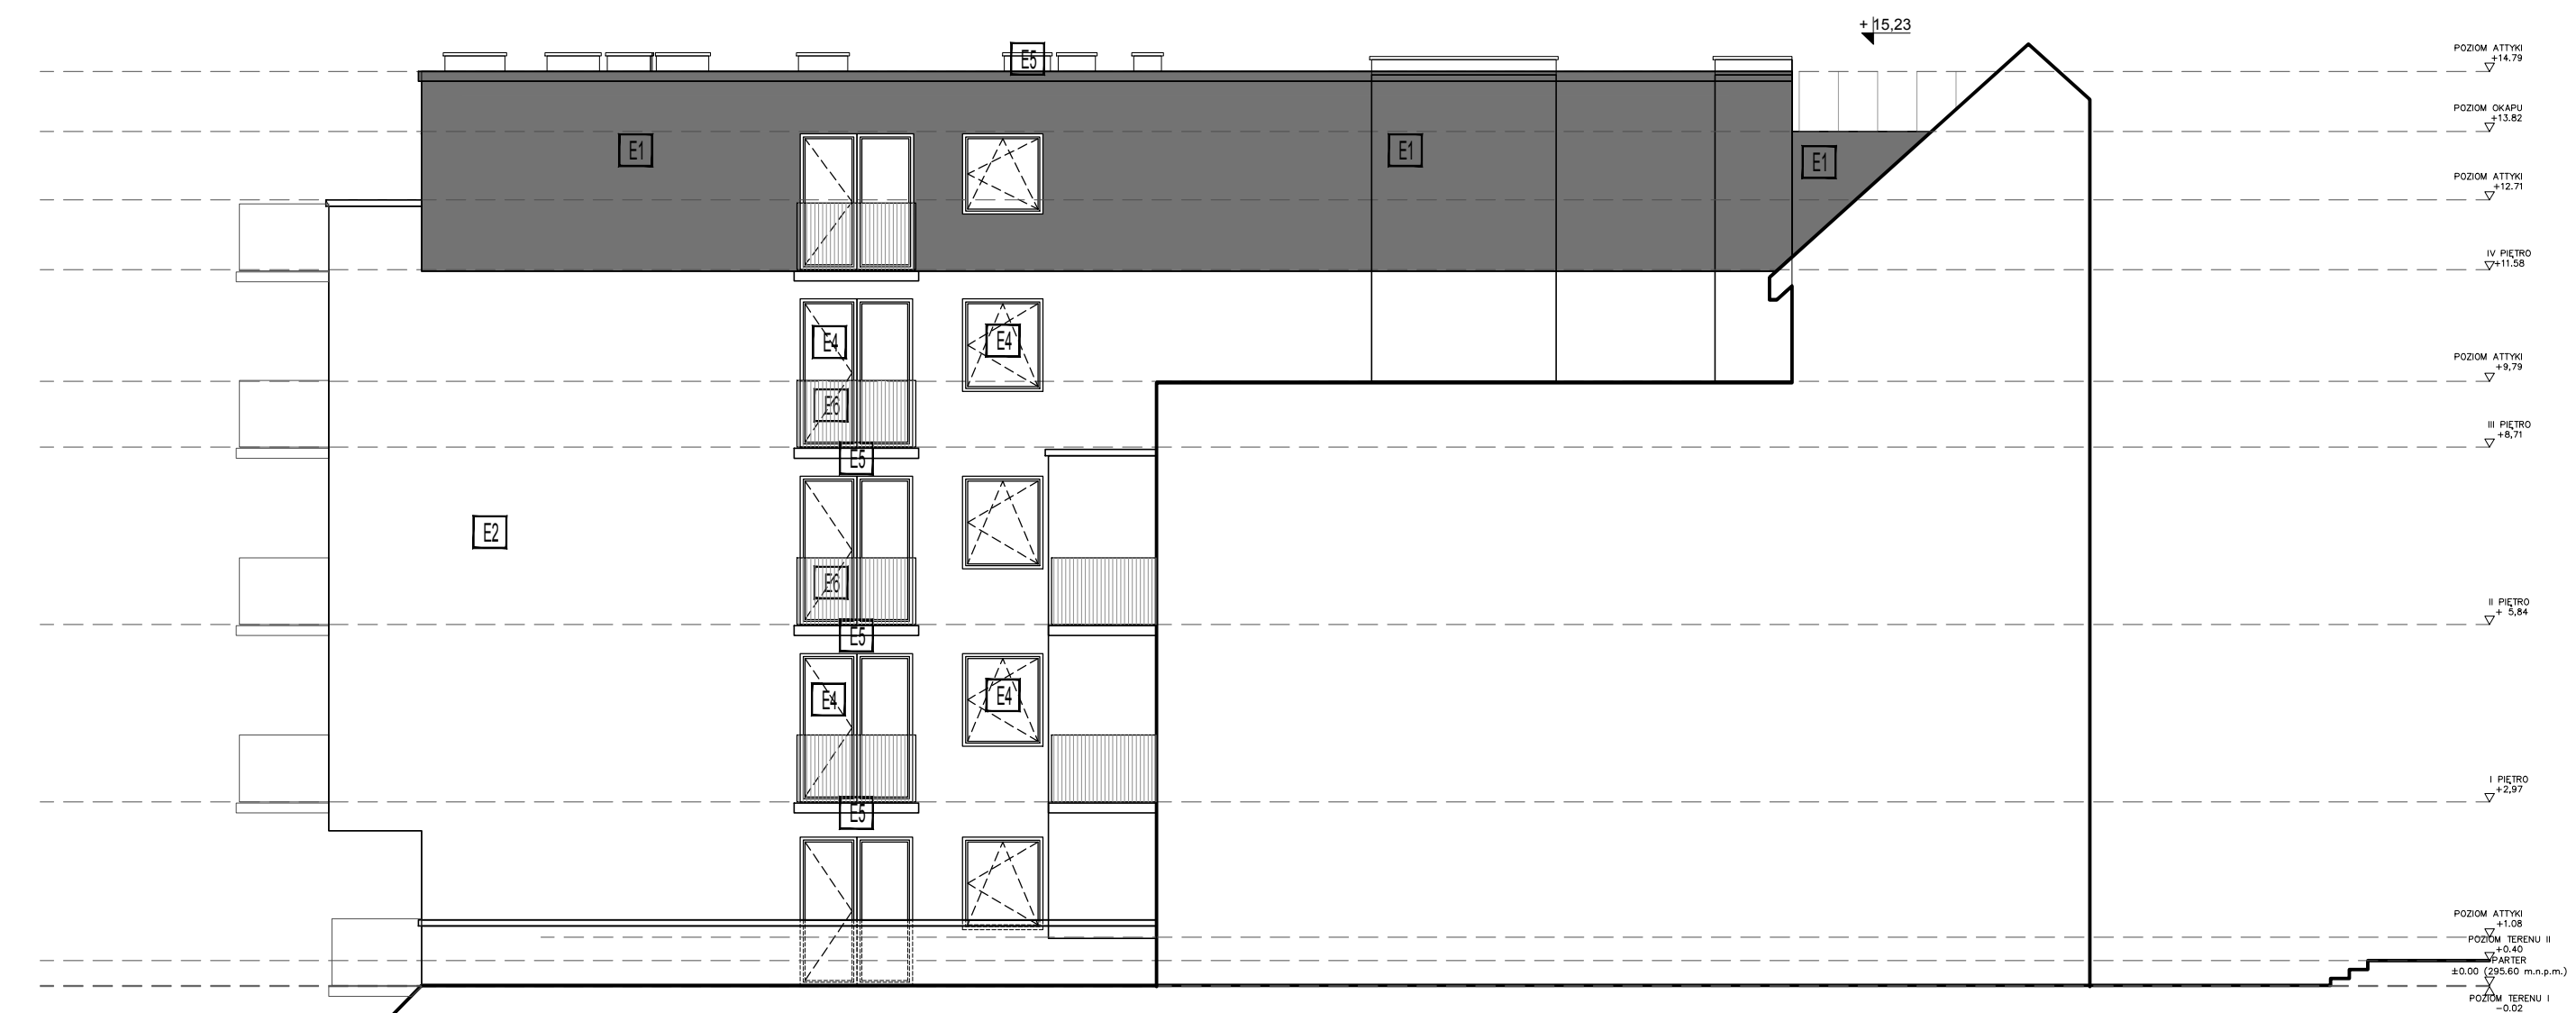 + 15,23
POZIOM ATTYKI
+14.79
E5
POZIOM OKAPU
+13.82
E1
E1
E1
POZIOM ATTYKI
+12.71
IV PIĘTRO
+11.58
E4
E4
POZIOM ATTYKI
+9,79
E6
III PIĘTRO
+8,71
E5
E2
E6
II PIĘTRO
+ 5,84
E5
E4
E4
I PIĘTRO
+2,97
E5
POZIOM ATTYKI
+1.08
POZIOM TERENU II
+0.40
PARTER
±0.00 (295.60 m.n.p.m.)
POZIOM TERENU I
-0.02